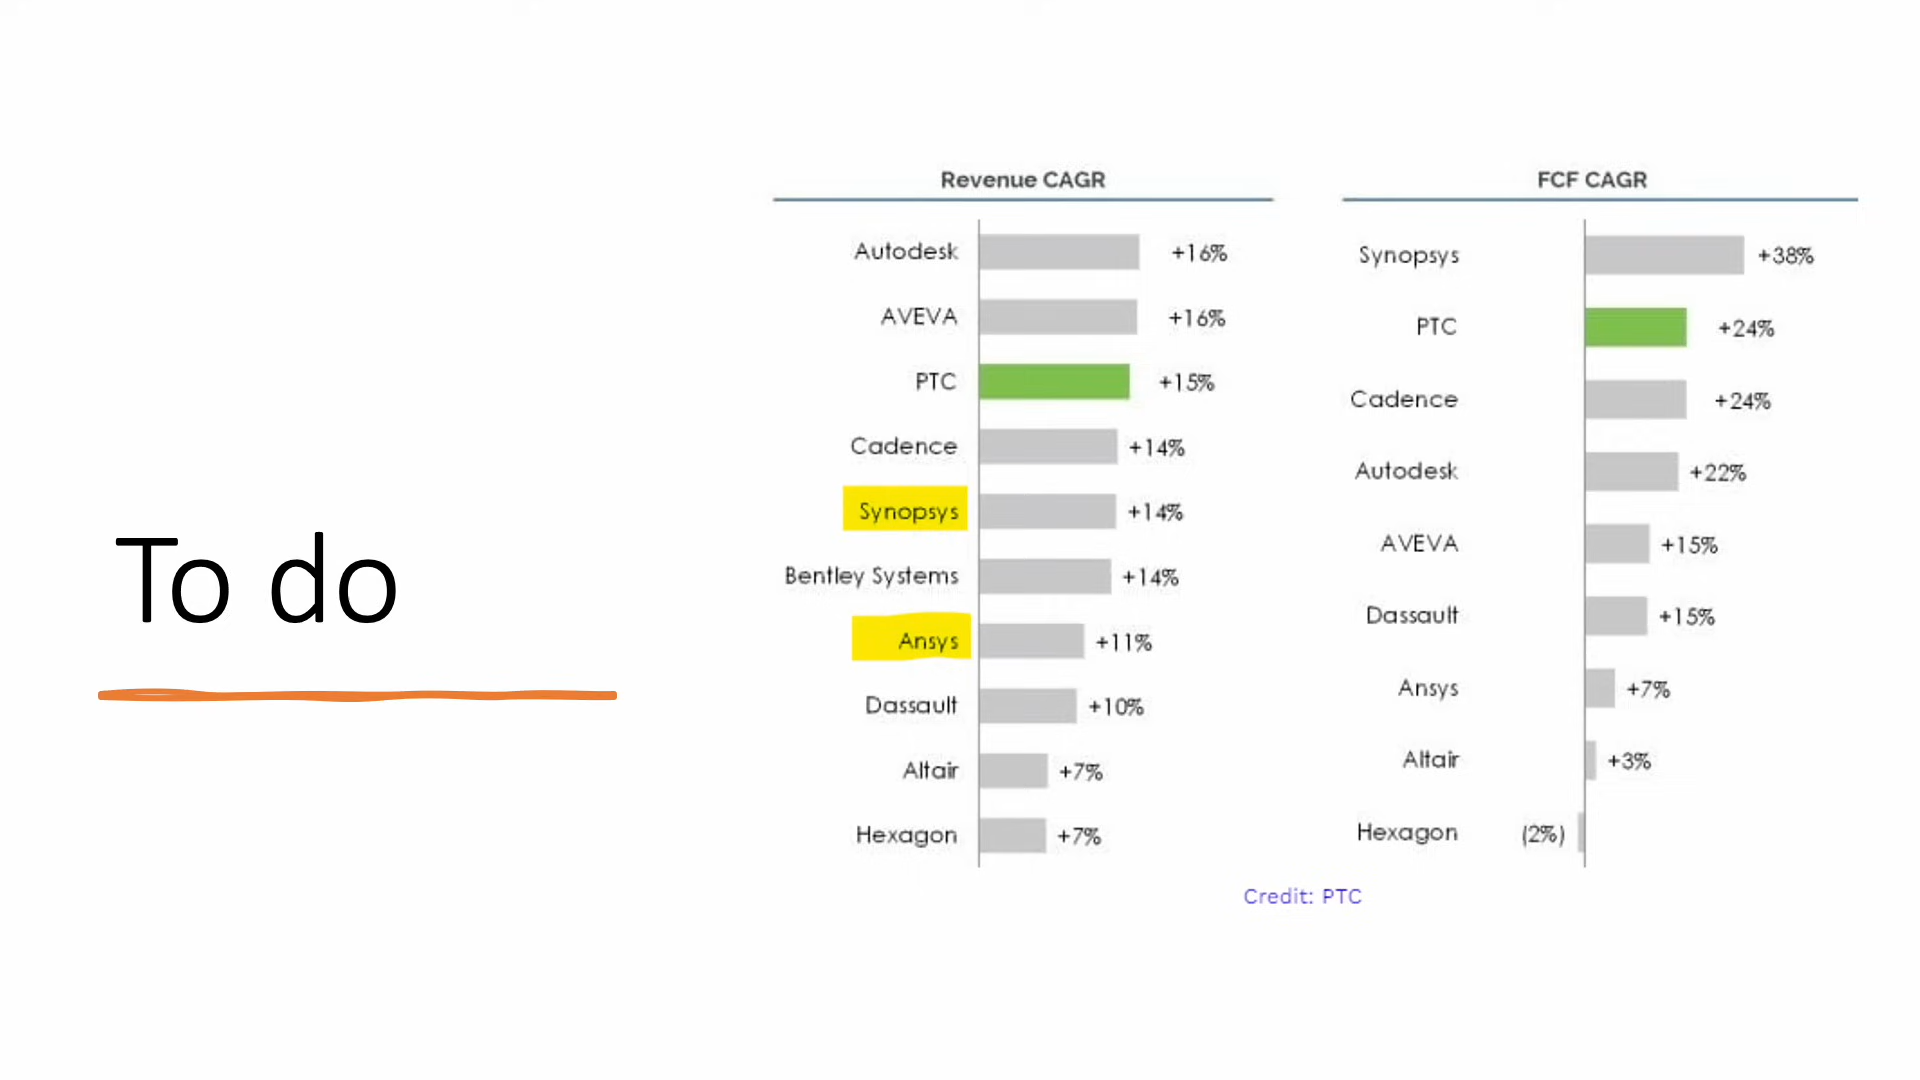 To do
Revenue CAGR
Autodesk +16%
AVEVA +16%
PTC +15%
Cadence +14%
Synopsys +14%
Bentley Systems +14%
Ansys +11%
Dassault +10%
Altair +7%
Hexagon +7%
FCF CAGR
Synopsys +38%
PTC +24%
Cadence +24%
Autodesk +22%
AVEVA +15%
Dassault +15%
Ansys +7%
Altair +3%
Hexagon (2%)
Credit: PTC